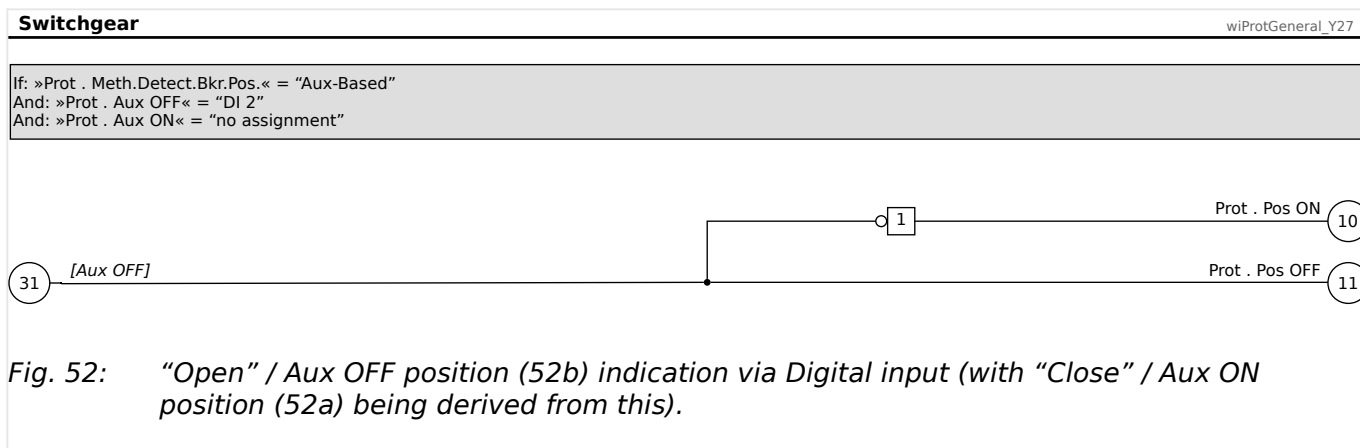 Switchgear
wiProtGeneral_Y27
If: »Prot . Meth.Detect.Bkr.Pos.« = “Aux-Based”
And: »Prot . Aux OFF« = “DI 2”
And: »Prot . Aux ON« = “no assignment”
Prot . Pos ON
1
10
[Aux OFF]
Prot . Pos OFF
31
11
Fig. 52: “Open” / Aux OFF position (52b) indication via Digital input (with “Close” / Aux ON
position (52a) being derived from this).